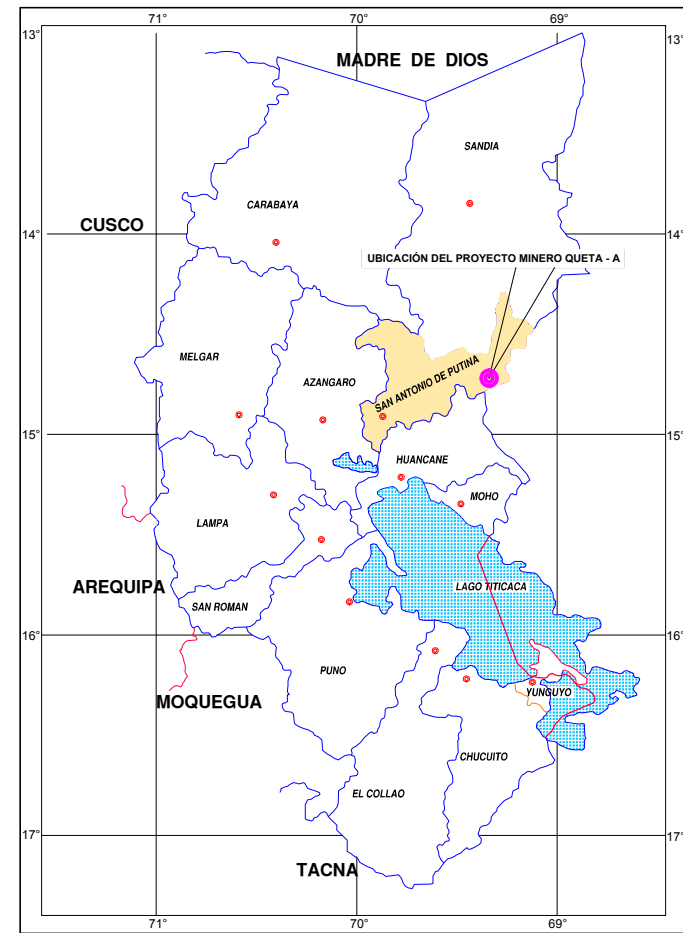 71° 70° 69°
13° 13°
MADRE DE DIOS
SANDIA
CARABAYA
CUSCO
14° 14°
UBICACIÓN DEL PROYECTO MINERO QUETA - A
MELGAR
SAN ANTONIO DE PUTINA
AZANGARO
15° 15°
HUANCANE
MOHO
LAMPA
AREQUIPA
LAGO TITICACA
SAN ROMAN
16° 16°
PUNO
YUNGUYO
MOQUEGUA
CHUCUITO
EL COLLAO
17° 17°
TACNA
71° 70° 69°